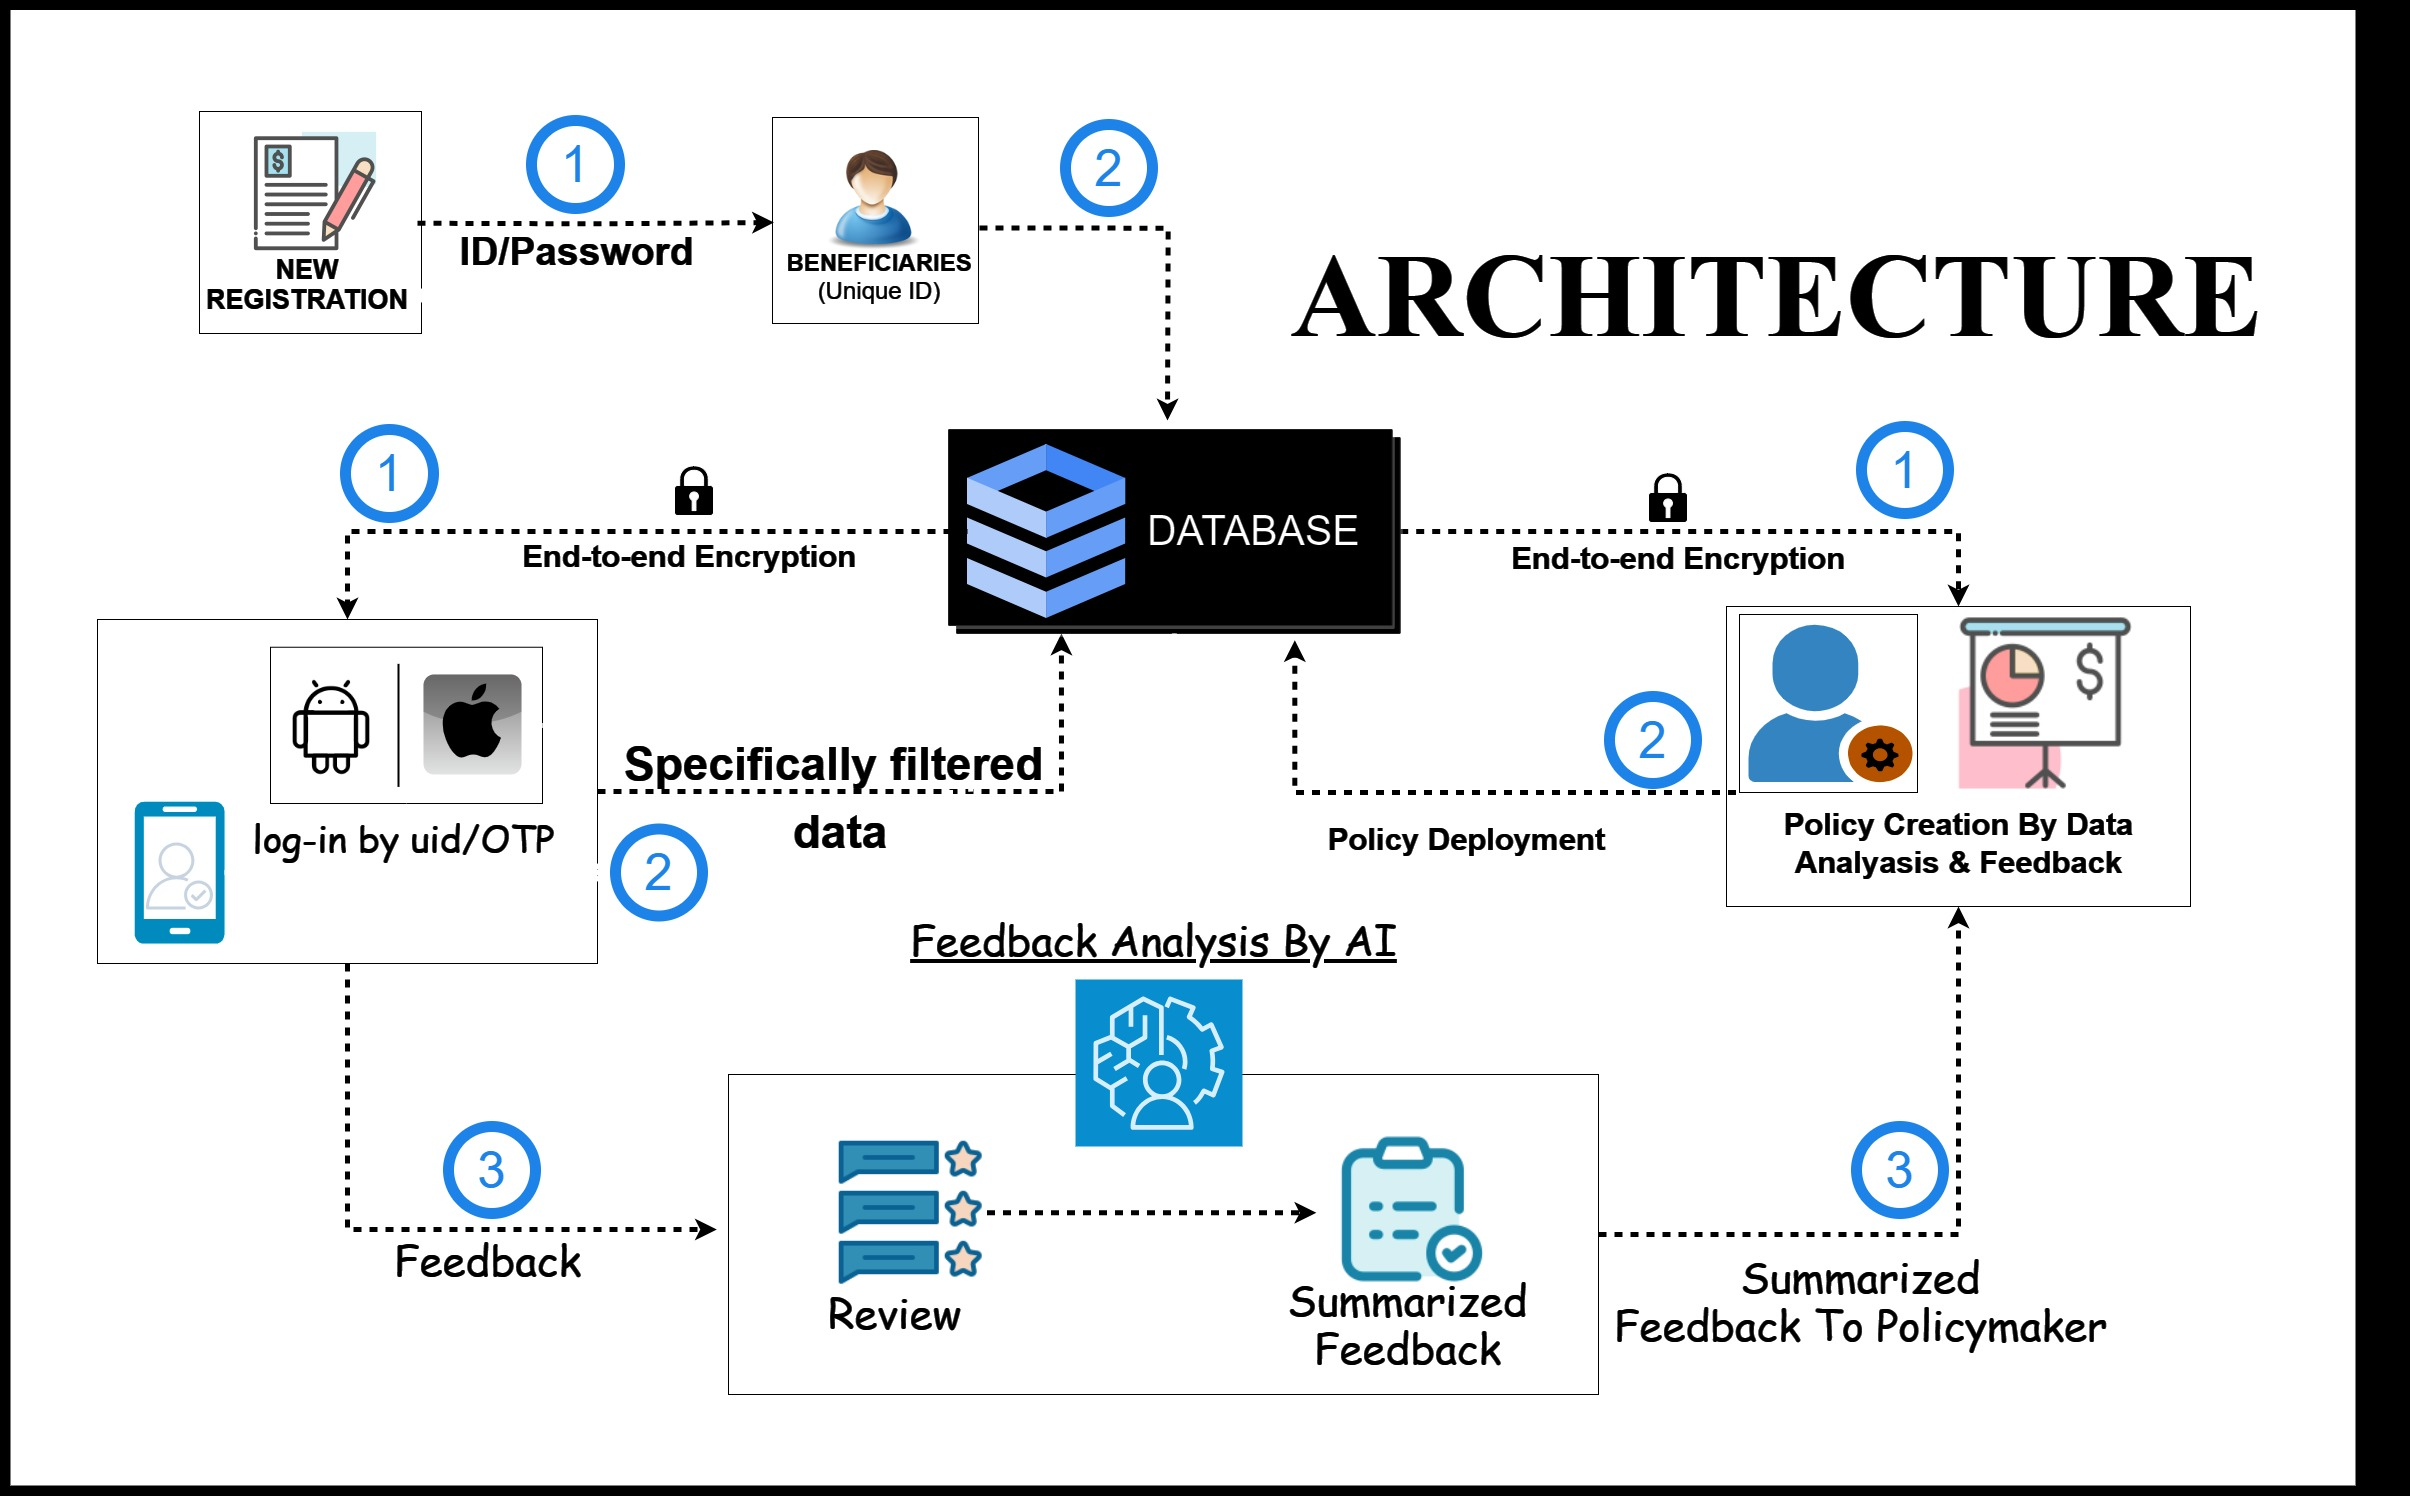 1
2
ID/Password
NEW
REGISTRATION
BENEFICIARIES
(Unique ID)
$
ARCHITECTURE
1
End-to-end Encryption
DATABASE
1
End-to-end Encryption
log-in by uid/OTP
Specifically filtered
data
2
2
Policy Deployment
$
Policy Creation By Data
Analyasis & Feedback
Feedback Analysis By AI
3
Feedback
Review
Summarized
Feedback
3
Summarized
Feedback To Policymaker